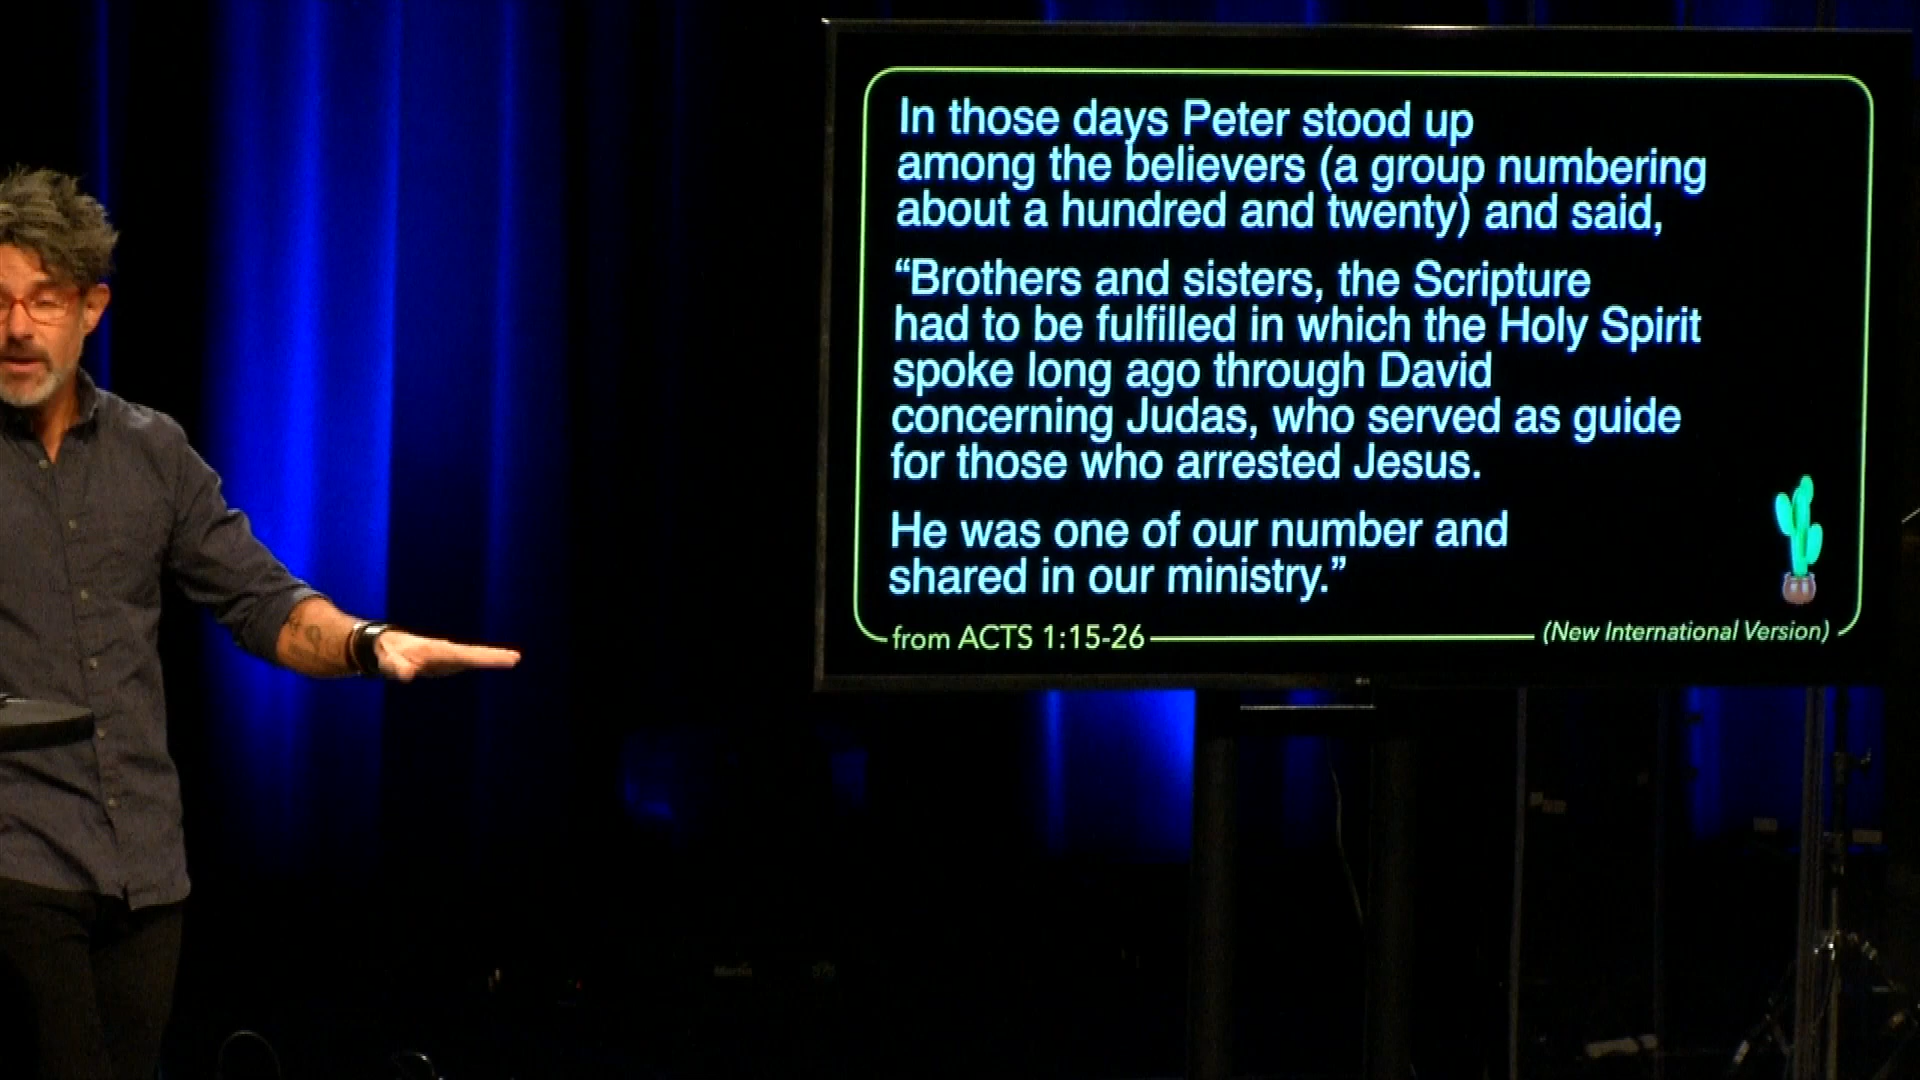 In those days Peter stood up
among the believers (a group numbering
about a hundred and twenty) and said,
“Brothers and sisters, the Scripture
had to be fulfilled in which the Holy Spirit
spoke long ago through David
concerning Judas, who served as guide
for those who arrested Jesus.
He was one of our number and
shared in our ministry.”
from ACTS 1:15-26
(New International Version)